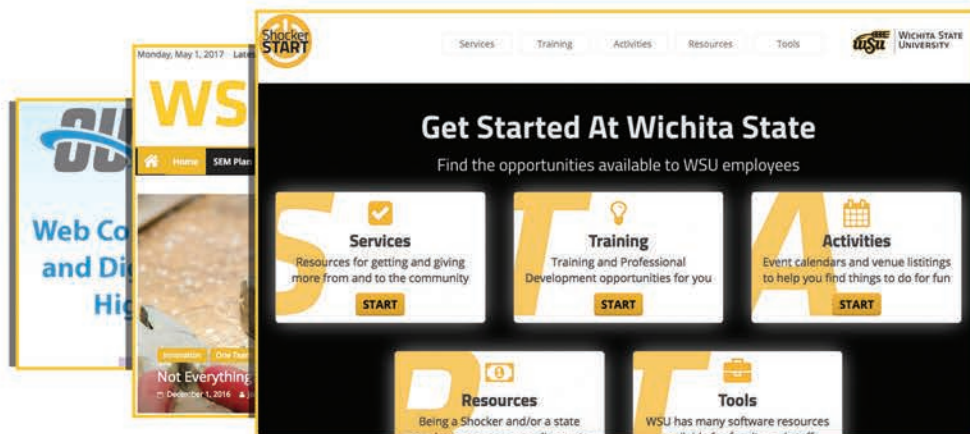 Shocker
START
Services
Training
Activities
Resources
Tools
WSU
WICHITA STATE
UNIVERSITY
Get Started At Wichita State
Find the opportunities available to WSU employees
S
Services
Resources for getting and giving
more from and to the community
START
T
Training
Training and Professional
Development opportunities for you
START
A
Activities
Event calendars and venue listitings
to help you find things to do for fun
START
Resources
Being a Shocker and/or a state
Tools
WSU has many software resources
Monday, May 1, 2017
WS
Home
SEM Plan
Innovation
Not Everything
December 1, 2016
Web Co
and Di
Hig